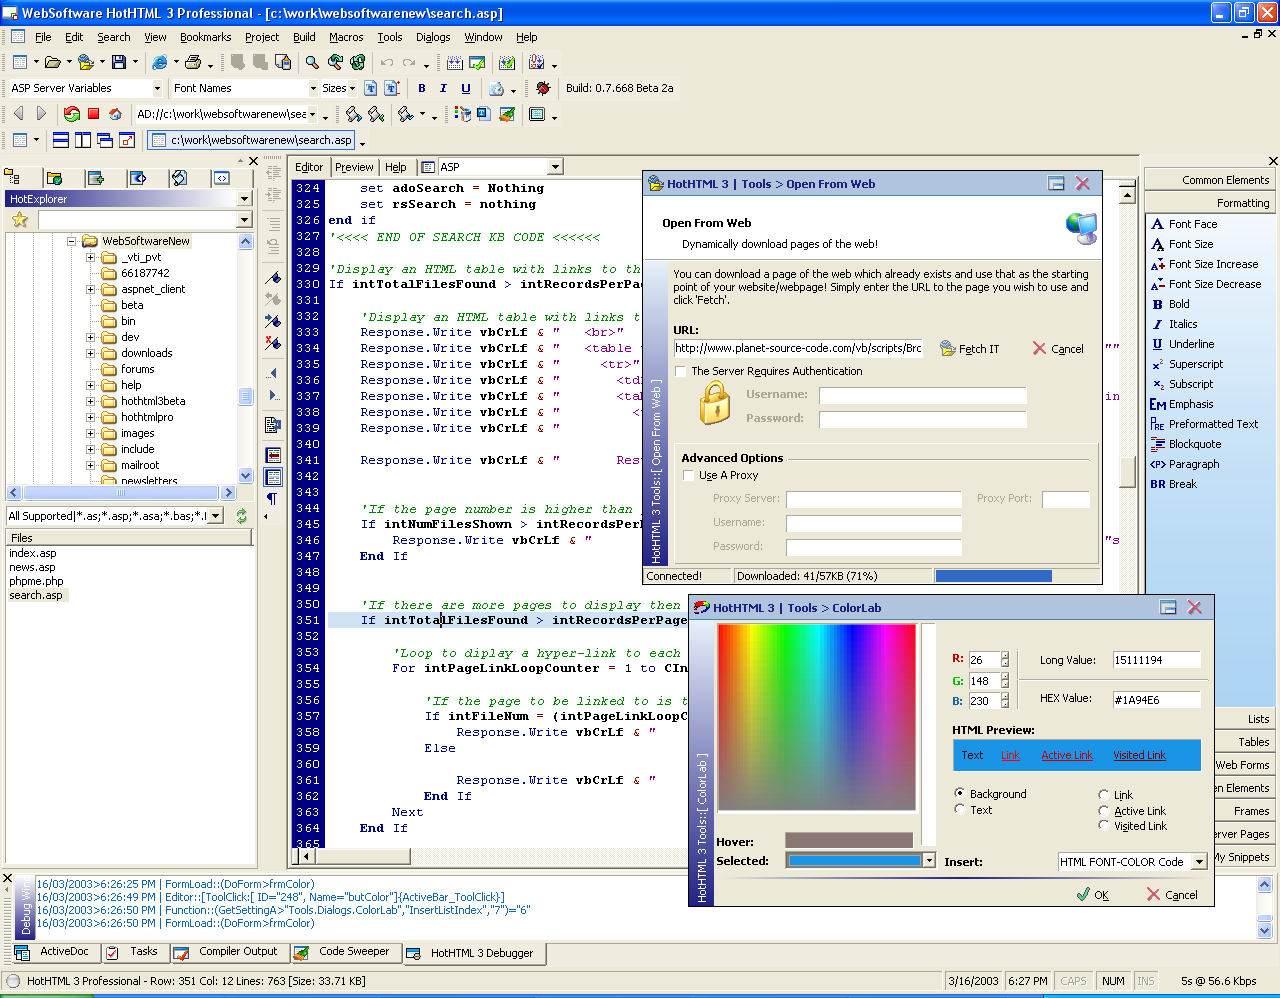 WebSoftware HotHTML 3 Professional - [c:\work\websoftwarenew\search.asp]
File Edit Search View Bookmarks Project Build Macros Tools Dialogs Window Help
ASP Server Variables Font Names Sizes B I U Build: 0.7.668 Beta 2a
AD://c:\work\websoftwarenew\sea
c:\work\websoftwarenew\search.asp
HotExplorer
WebSoftwareNew
_vti_pvt
66187742
aspnet_client
beta
bin
dev
downloads
forums
help
hothtml3beta
hothtmlpro
images
include
mailroot
newsletters
All Supported|*.as;*.asp;*.asa;*.bas;*.l
Files
index.asp
news.asp
phpme.php
search.asp
Editor Preview Help ASP
324 set adoSearch = Nothing
325 set rsSearch = nothing
326 end if
327 '<<<< END OF SEARCH KB CODE <<<<<<
328
329 'Display an HTML table with links to th
330 If intTotalFilesFound > intRecordsPerPag
331
332 'Display an HTML table with links t
333 Response.Write vbCrLf & " <br>"
334 Response.Write vbCrLf & " <table ""
335 Response.Write vbCrLf & " <tr>"
336 Response.Write vbCrLf & " <td
337 Response.Write vbCrLf & " <ta in
338 Response.Write vbCrLf & " <t
339 Response.Write vbCrLf & "
340
341 Response.Write vbCrLf & " Res
342
343
344 'If the page number is higher than
345 If intNumFilesShown > intRecordsPer
346 Response.Write vbCrLf & " "s
347 End If
348
349
350 'If there are more pages to display then
351 If intTotalFilesFound > intRecordsPerPage
352
353 'Loop to diplay a hyper-link to each
354 For intPageLinkLoopCounter = 1 to CIn
355
356 'If the page to be linked to is t
357 If intFileNum = (intPageLinkLoopC
358 Response.Write vbCrLf & "
359 Else
360
361 Response.Write vbCrLf & "
362 End If
363 Next
364 End If
365
HotHTML 3 | Tools > Open From Web
Open From Web
Dynamically download pages of the web!
You can download a page of the web which already exists and use that as the starting
point of your website/webpage! Simply enter the URL to the page you wish to use and
click 'Fetch'.
URL:
http://www.planet-source-code.com/vb/scripts/Brc Fetch IT Cancel
The Server Requires Authentication
Username:
Password:
Advanced Options
Use A Proxy
Proxy Server: Proxy Port:
Username:
Password:
HotHTML 3 Tools::[ Open From Web ]
Connected! Downloaded: 41/57KB (71%)
HotHTML 3 | Tools > ColorLab
R: 26 Long Value: 15111194
G: 148
B: 230 HEX Value: #1A94E6
HTML Preview:
Text Link Active Link Visited Link
Background Link
Text Active Link
Visited Link
Hover:
Selected: Insert: HTML FONT-COLOR Code
OK Cancel
HotHTML 3 Tools::[ ColorLab ]
Common Elements
Formatting
A Font Face
A Font Size
A Font Size Increase
A Font Size Decrease
B Bold
I Italics
U Underline
x² Superscript
x₂ Subscript
EM Emphasis
PRE Preformatted Text
Blockquote
<P> Paragraph
BR Break
Lists
Tables
Web Forms
en Elements
Frames
erver Pages
My Snippets
Debug Win
16/03/2003>6:26:25 PM | FormLoad::(DoForm>frmColor)
16/03/2003>6:26:49 PM | Editor::[ToolClick:[ ID="248", Name="butColor"]{ActiveBar_ToolClick}]
16/03/2003>6:26:50 PM | Function::(GetSettingA>"Tools.Dialogs.ColorLab","InsertListIndex","7")="6"
16/03/2003>6:26:50 PM | FormLoad::(DoForm>frmColor)
ActiveDoc Tasks Compiler Output Code Sweeper HotHTML 3 Debugger
HotHTML 3 Professional - Row: 351 Col: 12 Lines: 763 [Size: 33.71 KB] 3/16/2003 6:27 PM CAPS NUM INS 5s @ 56.6 Kbps